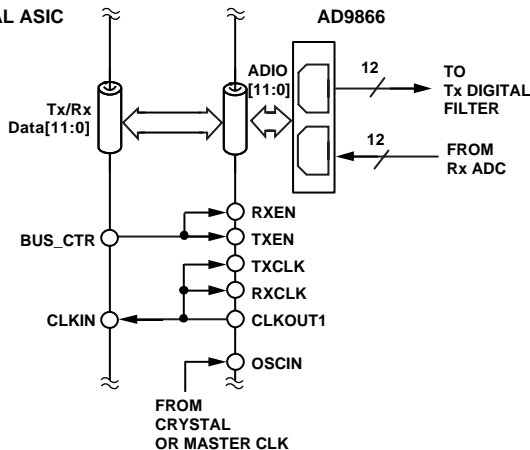 AL ASIC
AD9866
ADIO
[11:0]
12
TO
Tx DIGITAL
FILTER
Tx/Rx
Data[11:0]
12
FROM
Rx ADC
RXEN
BUS_CTR
TXEN
TXCLK
RXCLK
CLKIN
CLKOUT1
OSCIN
FROM
CRYSTAL
OR MASTER CLK